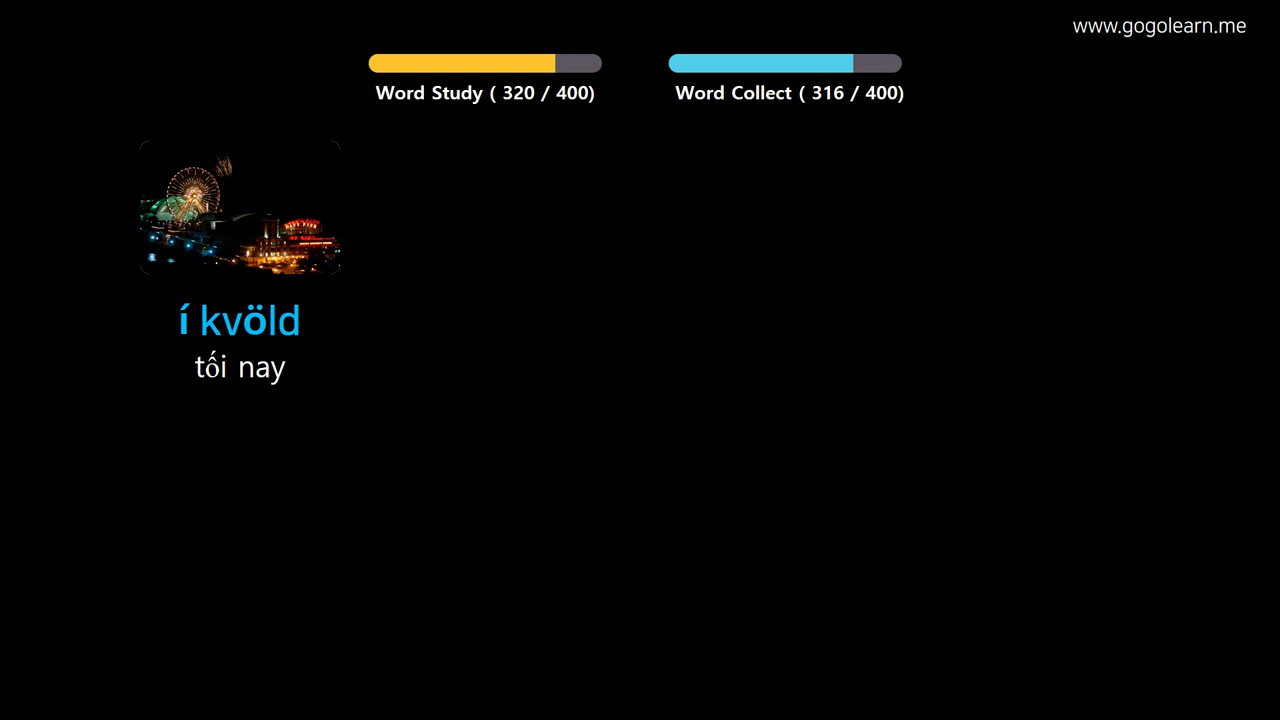 www.gogolearn.me
Word Study ( 320 / 400)
Word Collect ( 316 / 400)
í kvöld
tối nay